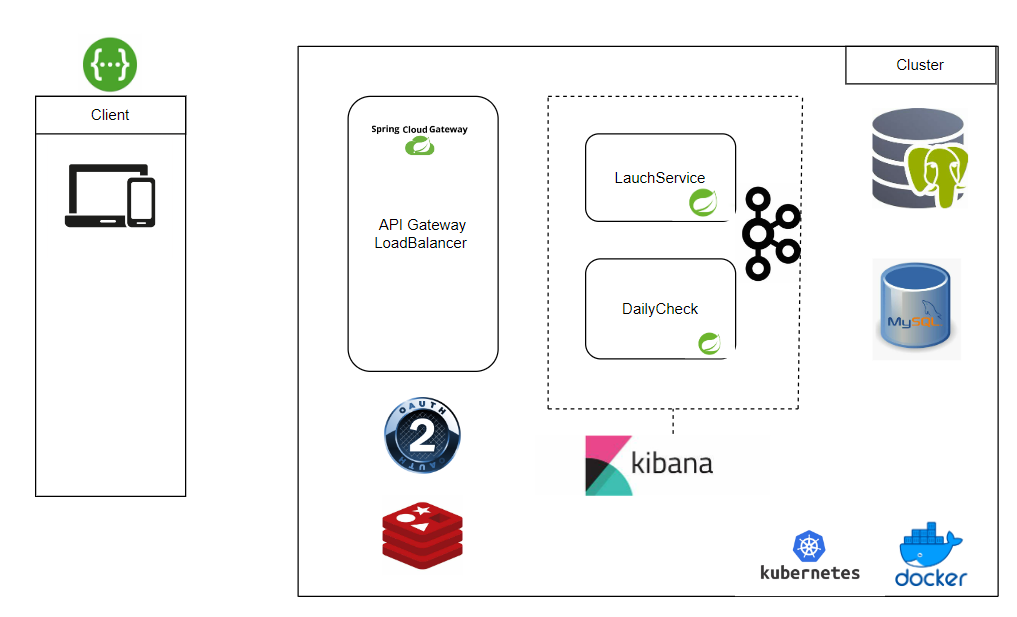 {···}
Client
Cluster
Spring Cloud Gateway
API Gateway
LoadBalancer
LauchService
DailyCheck
MySQL
OAUTH
2
OAUTH
kibana
kubernetes
docker